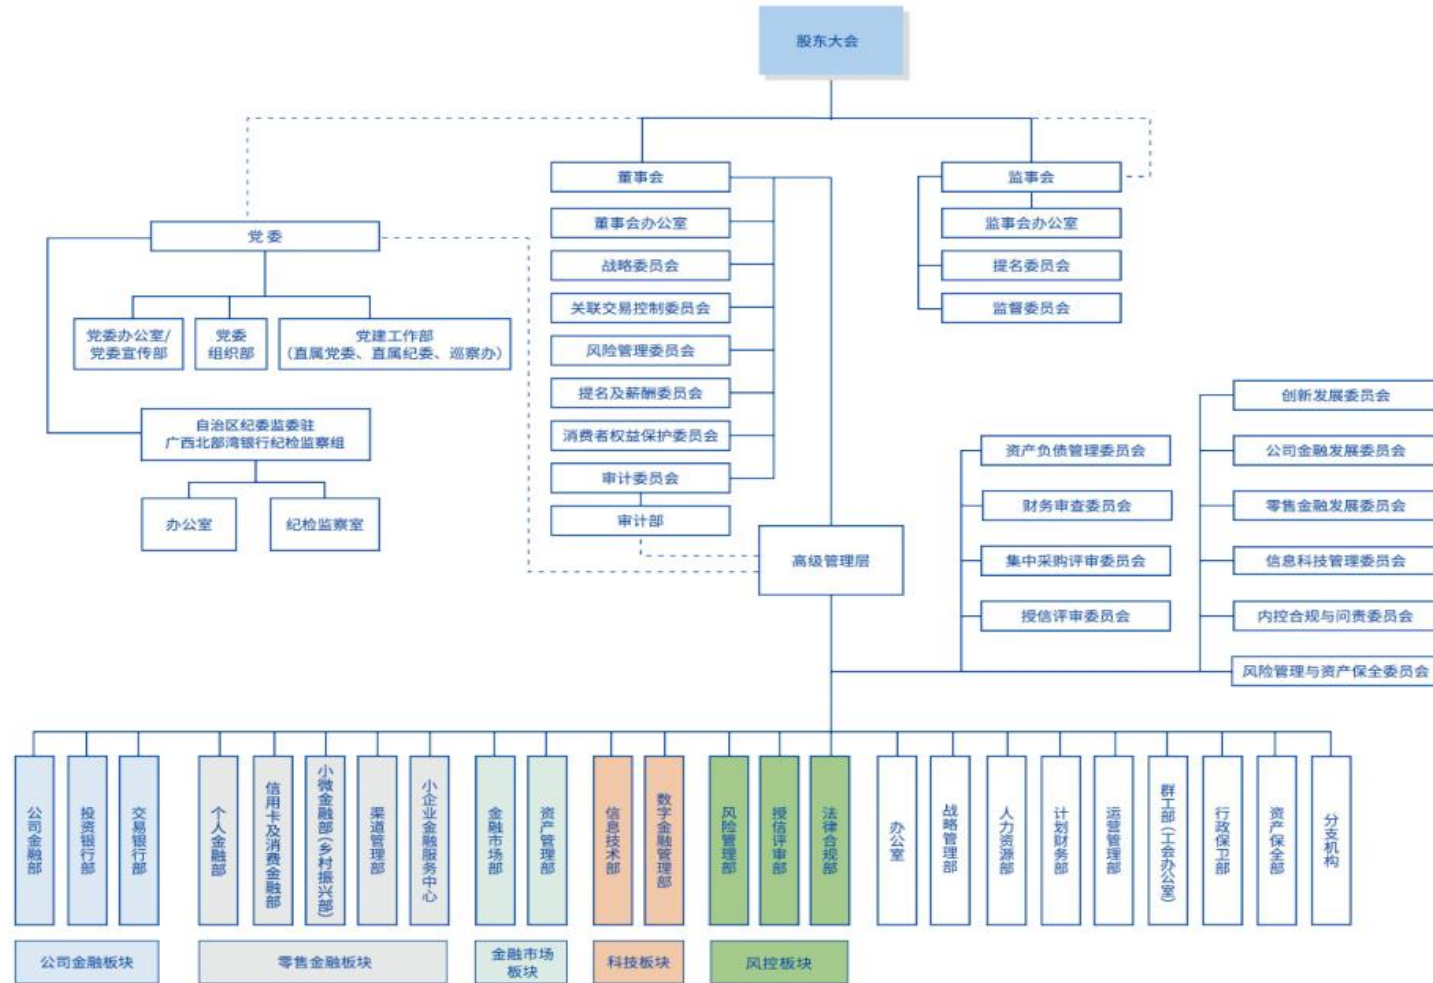 股东大会
董事会
监事会
董事会办公室
监事会办公室
党委
战略委员会
提名委员会
关联交易控制委员会
监督委员会
党委办公室/
党委宣传部
党委
组织部
党建工作部
(直属党委、直属纪委、巡察办)
风险管理委员会
提名及薪酬委员会
消费者权益保护委员会
审计委员会
审计部
自治区纪委监委驻
广西北部湾银行纪检监察组
办公室
纪检监察室
高级管理层
资产负债管理委员会
财务审查委员会
集中采购评审委员会
授信评审委员会
创新发展委员会
公司金融发展委员会
零售金融发展委员会
信息科技管理委员会
内控合规与问责委员会
风险管理与资产保全委员会
公司金融部
投资银行部
交易银行部
个人金融部
信用卡及消费金融部
小微金融部(乡村振兴部)
渠道管理部
小企业金融服务中心
金融市场部
资产管理部
信息技术部
数字金融管理部
风险管理部
授信评审部
法律合规部
办公室
战略管理部
人力资源部
计划财务部
运营管理部
群工部(工会办公室)
行政保卫部
资产保全部
分支机构
公司金融板块
零售金融板块
金融市场
板块
科技板块
风控板块